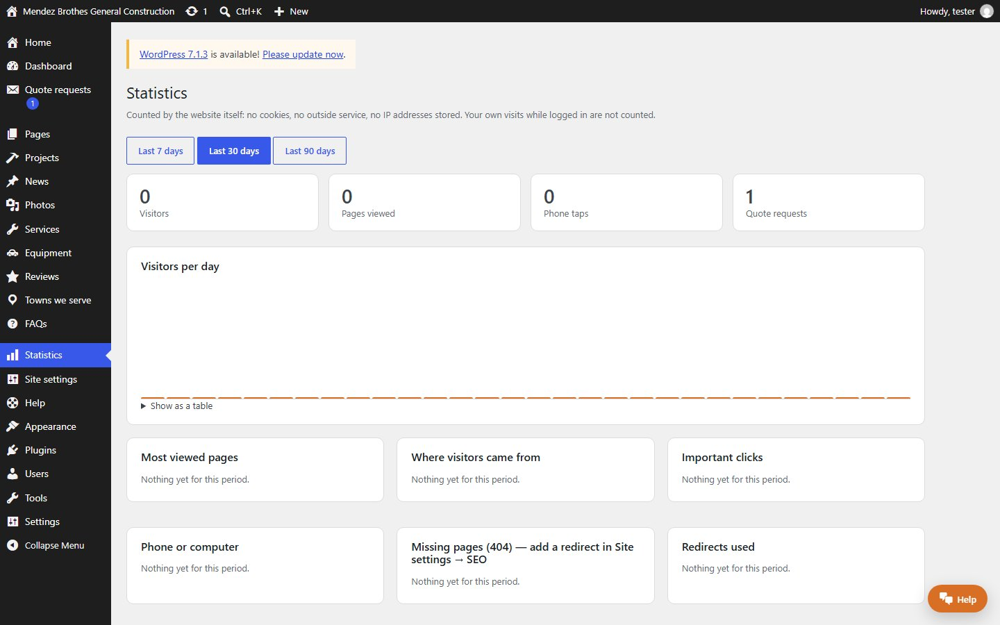 Mendez Brothes General Construction
1
Ctrl+K
New
Howdy, tester
Home
Dashboard
Quote requests
1
Pages
Projects
News
Photos
Services
Equipment
Reviews
Towns we serve
FAQs
Statistics
Site settings
Help
Appearance
Plugins
Users
Tools
Settings
Collapse Menu
WordPress 7.1.3 is available! Please update now.
Statistics
Counted by the website itself: no cookies, no outside service, no IP addresses stored. Your own visits while logged in are not counted.
Last 7 days
Last 30 days
Last 90 days
0
Visitors
0
Pages viewed
0
Phone taps
1
Quote requests
Visitors per day
Show as a table
Most viewed pages
Nothing yet for this period.
Where visitors came from
Nothing yet for this period.
Important clicks
Nothing yet for this period.
Phone or computer
Nothing yet for this period.
Missing pages (404) — add a redirect in Site
settings → SEO
Nothing yet for this period.
Redirects used
Nothing yet for this period.
Help